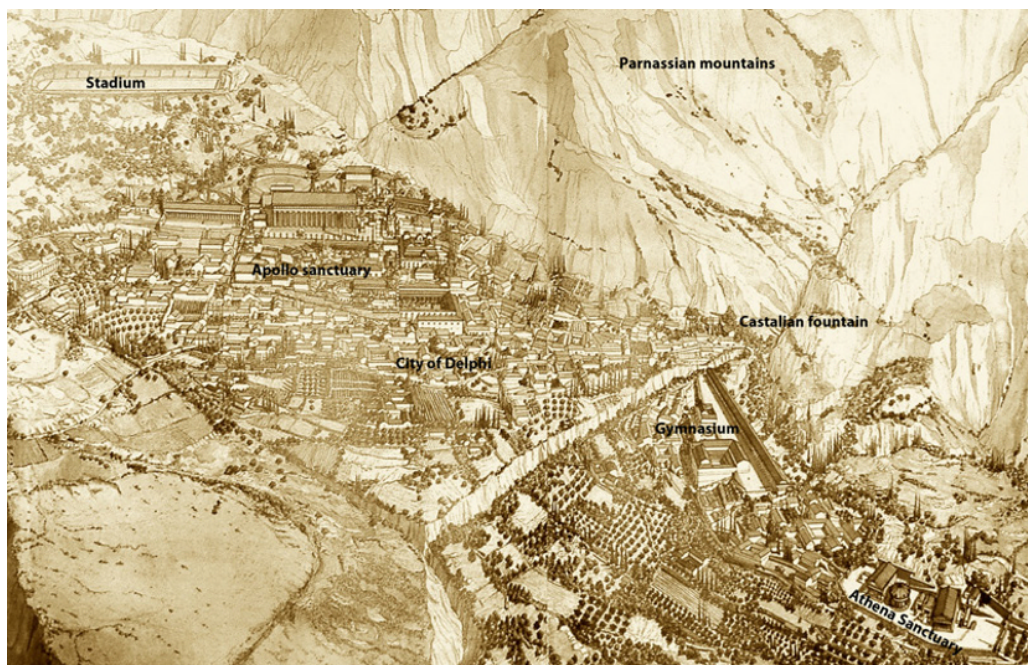 Parnassian mountains
Stadium
Apollo sanctuary
Castalian fountain
City of Delphi
Gymnasium
Athena Sanctuary